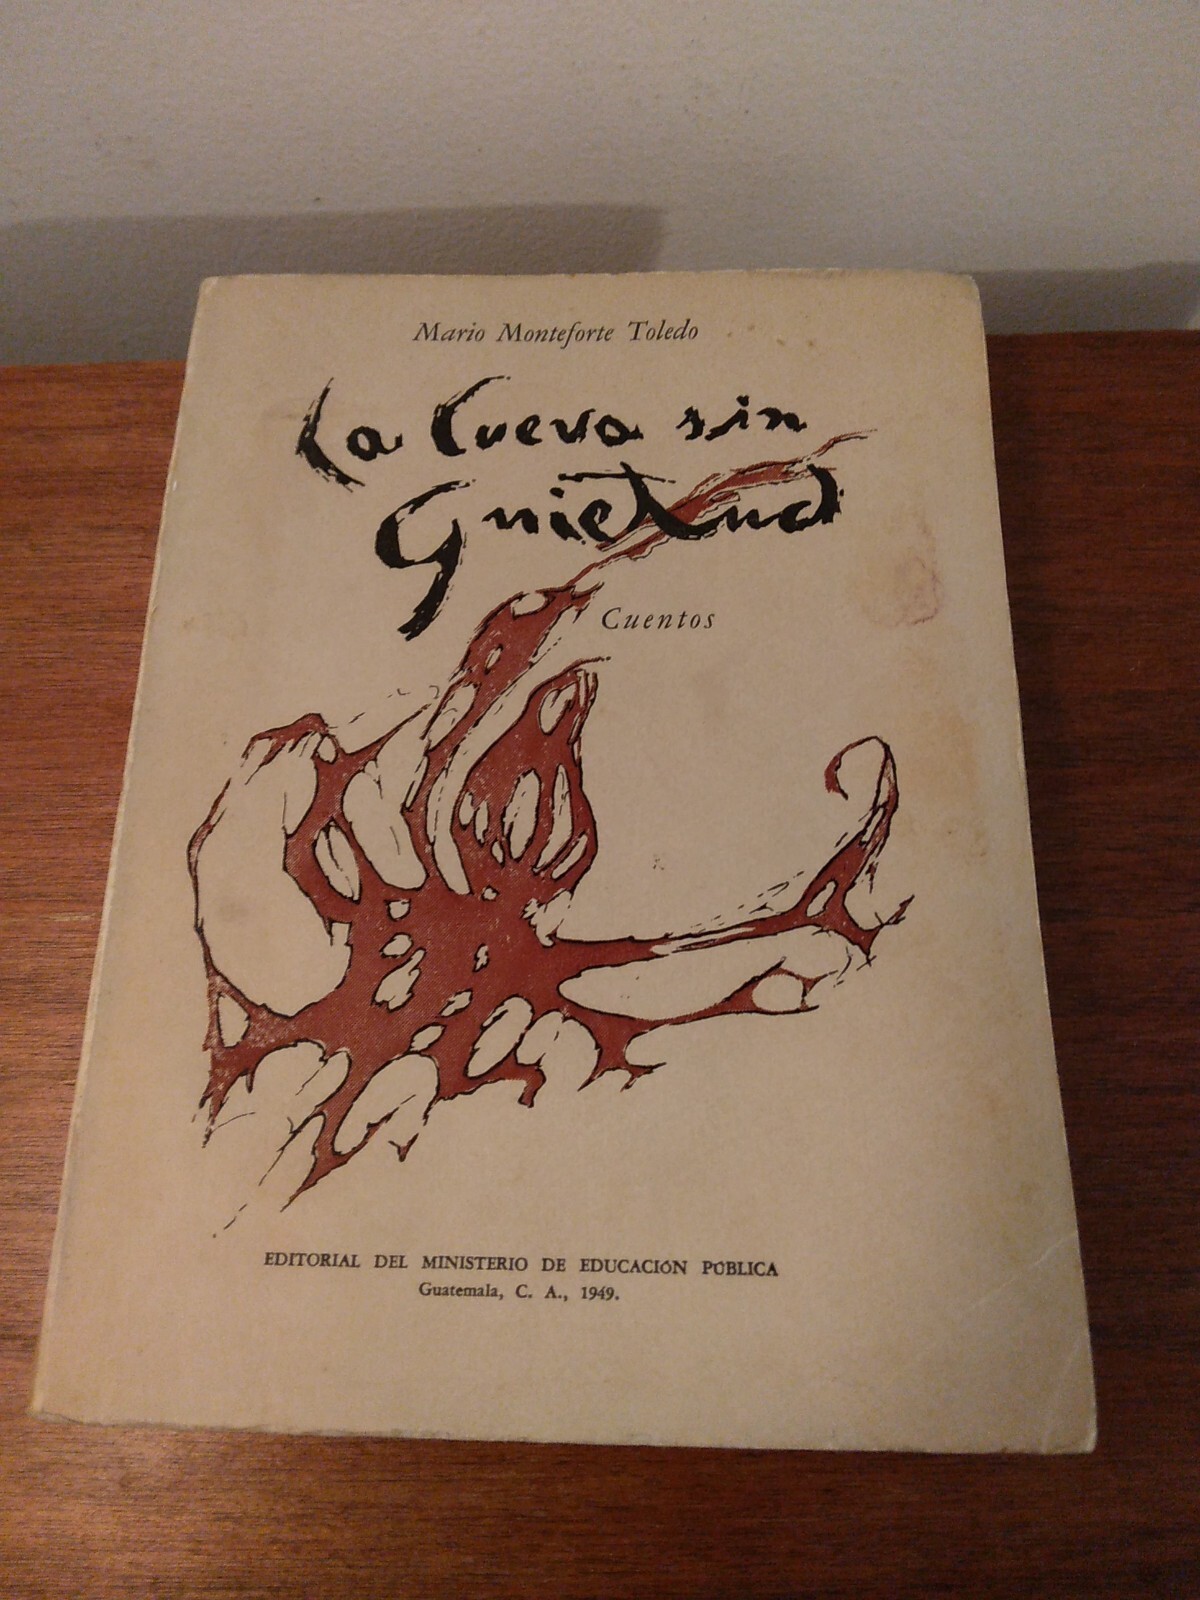 Mario Monteforte Toledo
La Cueva sin
Quietud
Cuentos
EDITORIAL DEL MINISTERIO DE EDUCACIÓN PÚBLICA
Guatemala, C. A., 1949.